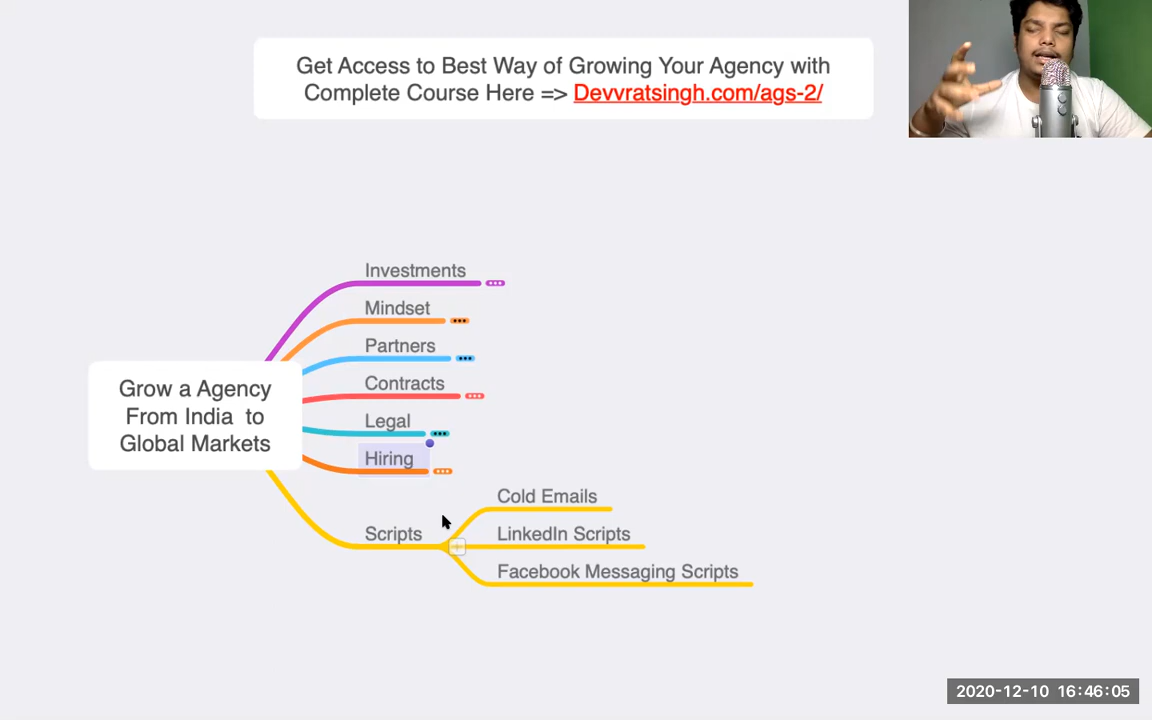 Get Access to Best Way of Growing Your Agency with
Complete Course Here => Devvratsingh.com/ags-2/
Investments
Mindset
Partners
Contracts
Legal
Hiring
Grow a Agency
From India to
Global Markets
Scripts
Cold Emails
LinkedIn Scripts
Facebook Messaging Scripts
2020-12-10 16:46:05